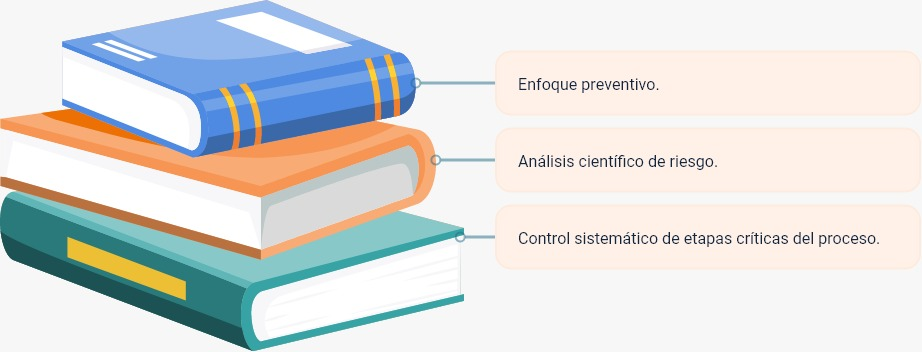 Enfoque preventivo.
Análisis científico de riesgo.
Control sistemático de etapas críticas del proceso.